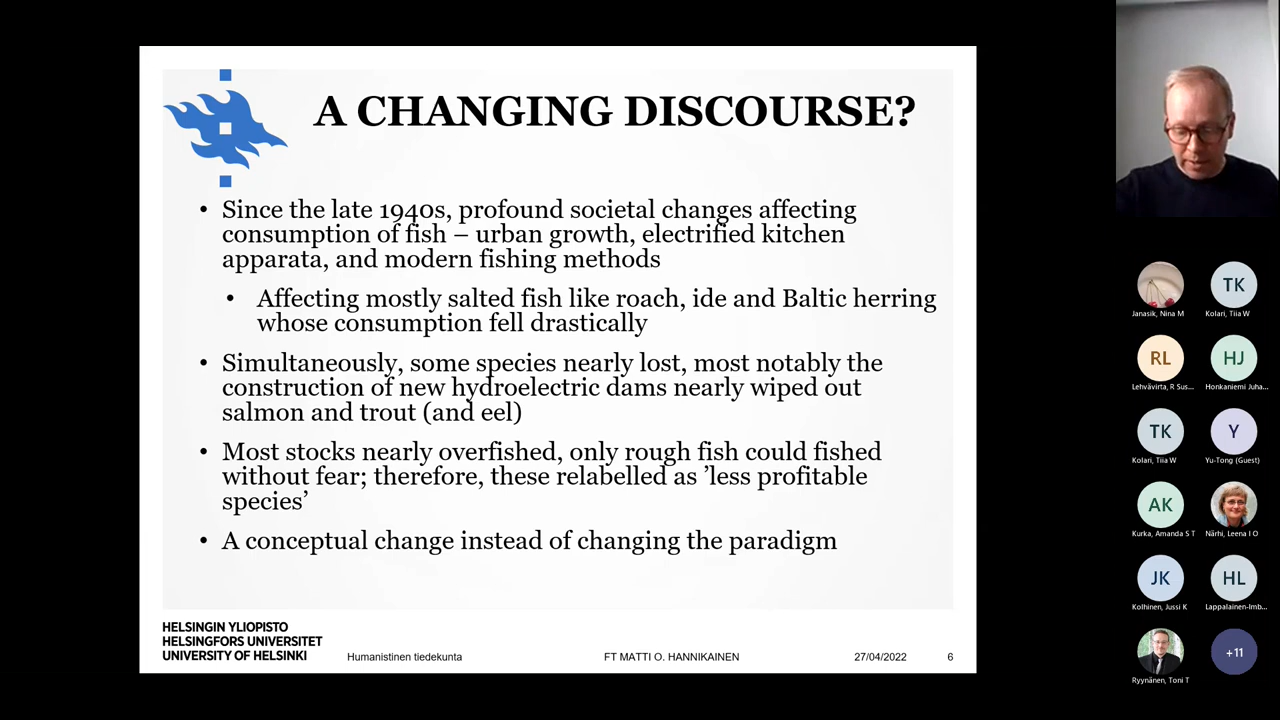 A CHANGING DISCOURSE?
• Since the late 1940s, profound societal changes affecting
consumption of fish – urban growth, electrified kitchen
apparata, and modern fishing methods
• Affecting mostly salted fish like roach, ide and Baltic herring
whose consumption fell drastically
• Simultaneously, some species nearly lost, most notably the
construction of new hydroelectric dams nearly wiped out
salmon and trout (and eel)
• Most stocks nearly overfished, only rough fish could fished
without fear; therefore, these relabelled as ’less profitable
species’
• A conceptual change instead of changing the paradigm
HELSINGIN YLIOPISTO
HELSINGFORS UNIVERSITET
UNIVERSITY OF HELSINKI
Humanistinen tiedekunta
FT MATTI O. HANNIKAINEN
27/04/2022
6
Janasik, Nina M
TK
Kolari, Tiia W
RL
Lehvävirta, R Sus...
HJ
Honkaniemi Juha...
TK
Kolari, Tiia W
Y
Yu-Tong (Guest)
AK
Kurka, Amanda S T
Närhi, Leena I O
JK
Kolhinen, Jussi K
HL
Lappalainen-Imb...
Ryynänen, Toni T
+11